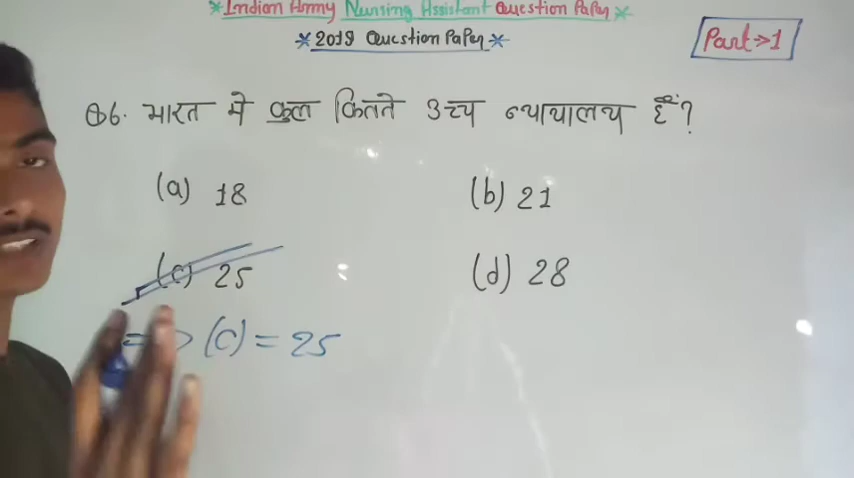 *Indian Army Nursing Assistant Question Paper*
*2019 Question Paper*
Part→1
Q6. भारत मे कुल कितने उच्च न्यायालय हैं?
(a) 18
(b) 21
(c) 25
(d) 28
=> (C) = 25